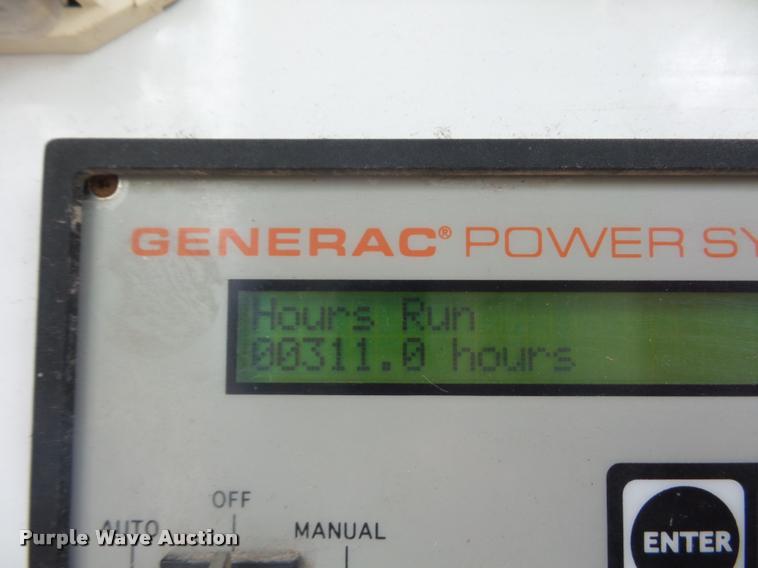 GENERAC® POWER SY
Hours Run
00311.0 hours
OFF
AUTO
MANUAL
ENTER
Purple Wave Auction